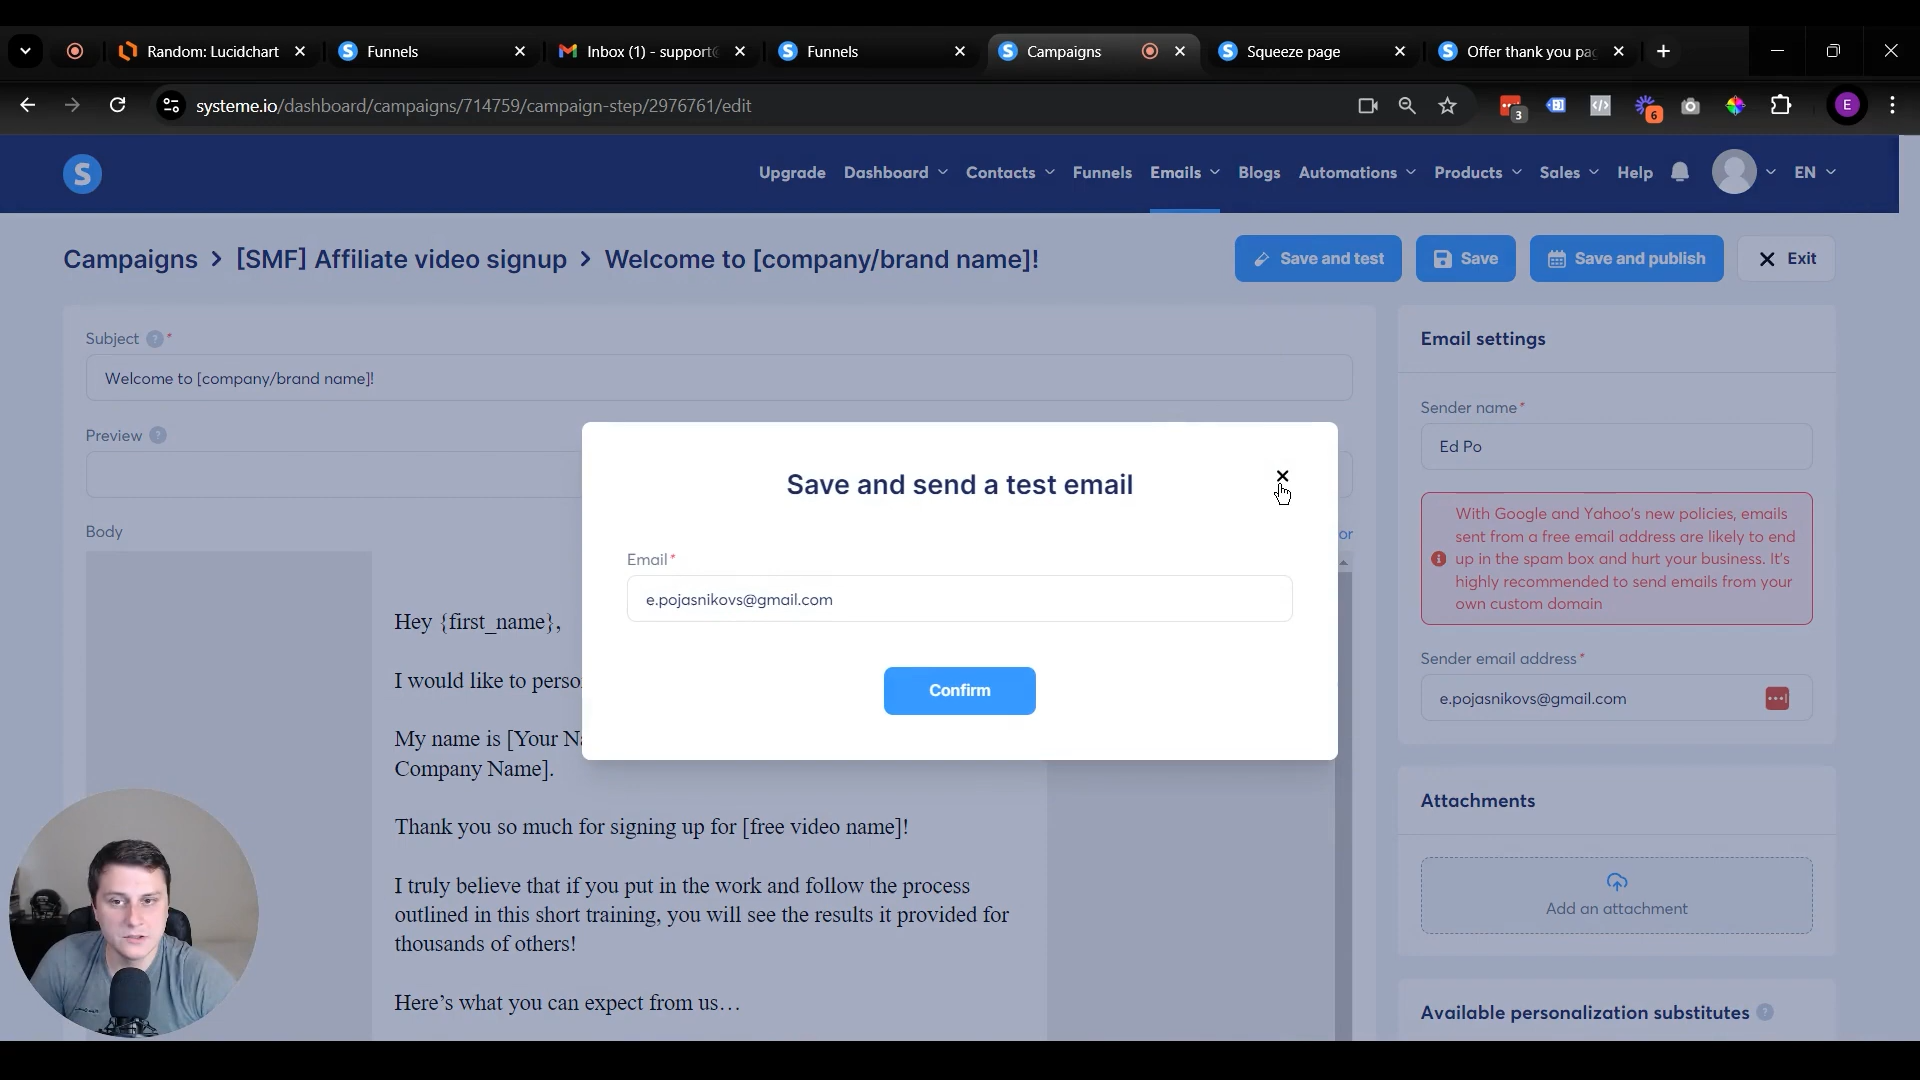 Random: Lucidchart
Funnels
Inbox (1) - support@
Funnels
Campaigns
Squeeze page
Offer thank you pag
systeme.io/dashboard/campaigns/714759/campaign-step/2976761/edit
3
6
E
S
Upgrade
Dashboard
Contacts
Funnels
Emails
Blogs
Automations
Products
Sales
Help
EN
Campaigns > [SMF] Affiliate video signup > Welcome to [company/brand name]!
Save and test
Save
Save and publish
Exit
Subject ? *
Welcome to [company/brand name]!
Preview ?
Body
or
Hey {first_name},
I would like to perso
My name is [Your Na
Company Name].
Thank you so much for signing up for [free video name]!
I truly believe that if you put in the work and follow the process
outlined in this short training, you will see the results it provided for
thousands of others!
Here's what you can expect from us…
Save and send a test email
Email *
e.pojasnikovs@gmail.com
Confirm
Email settings
Sender name *
Ed Po
With Google and Yahoo's new policies, emails
sent from a free email address are likely to end
up in the spam box and hurt your business. It's
highly recommended to send emails from your
own custom domain
Sender email address *
e.pojasnikovs@gmail.com
Attachments
Add an attachment
Available personalization substitutes ?